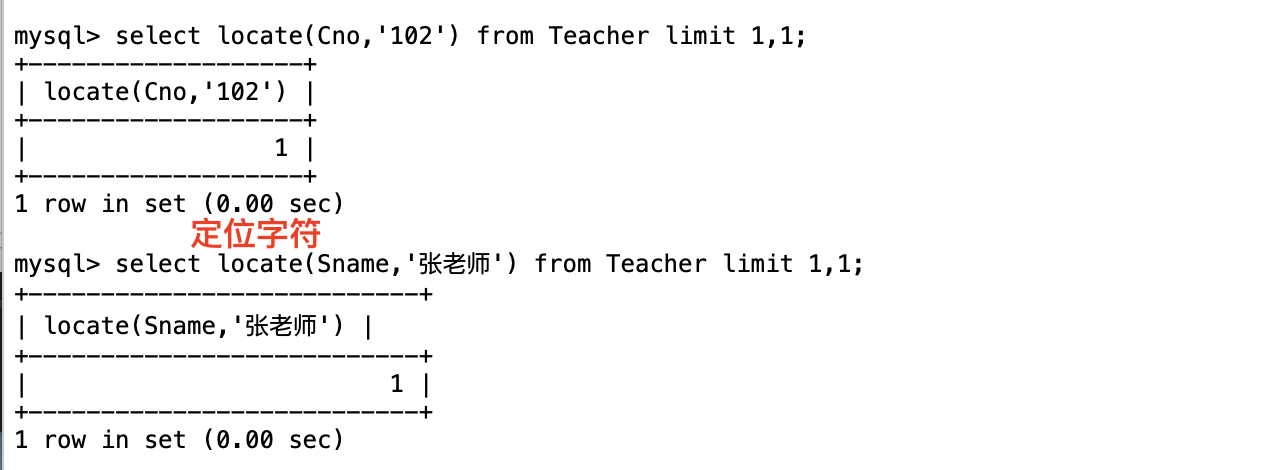 mysql> select locate(Cno,'102') from Teacher limit 1,1;
+-------------------+
| locate(Cno,'102') |
+-------------------+
|                 1 |
+-------------------+
1 row in set (0.00 sec)
定位字符
mysql> select locate(Sname,'张老师') from Teacher limit 1,1;
+---------------------------+
| locate(Sname,'张老师') |
+---------------------------+
|                         1 |
+---------------------------+
1 row in set (0.00 sec)